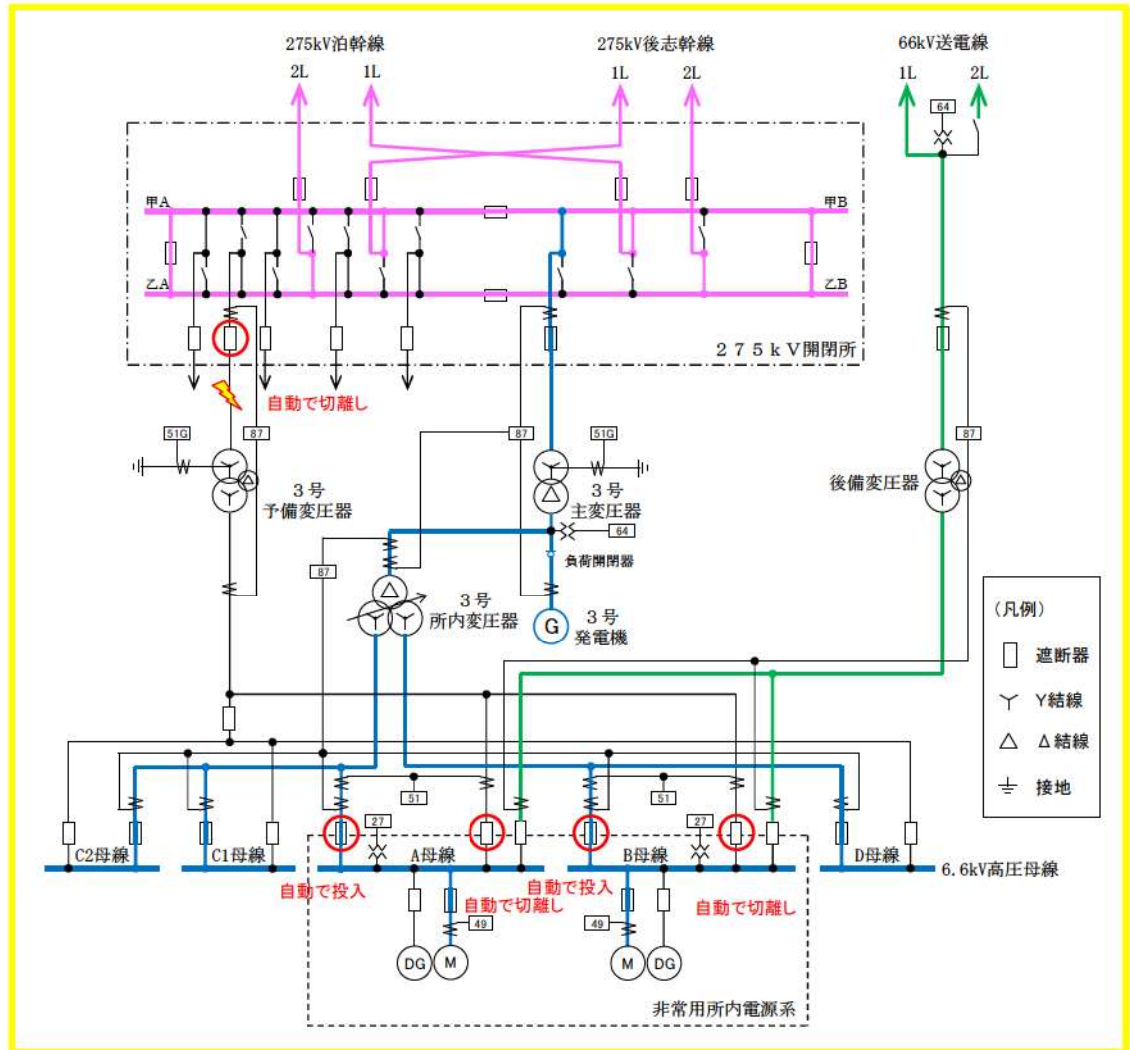 275kV泊幹線
275kV後志幹線
66kV送電線
2L
1L
1L
2L
1L
2L
64
甲A
甲B
乙A
乙B
275kV開閉所
自動で切離し
51G
87
87
51G
87
3号
予備変圧器
3号
主変圧器
後備変圧器
64
負荷開閉器
87
3号
所内変圧器
G
3号
発電機
(凡例)
遮断器
Y結線
Δ結線
接地
51
51
27
27
C2母線
C1母線
A母線
B母線
D母線
6.6kV高圧母線
自動で投入
自動で切離し
自動で投入
自動で切離し
49
49
DG
M
M
DG
非常用所内電源系